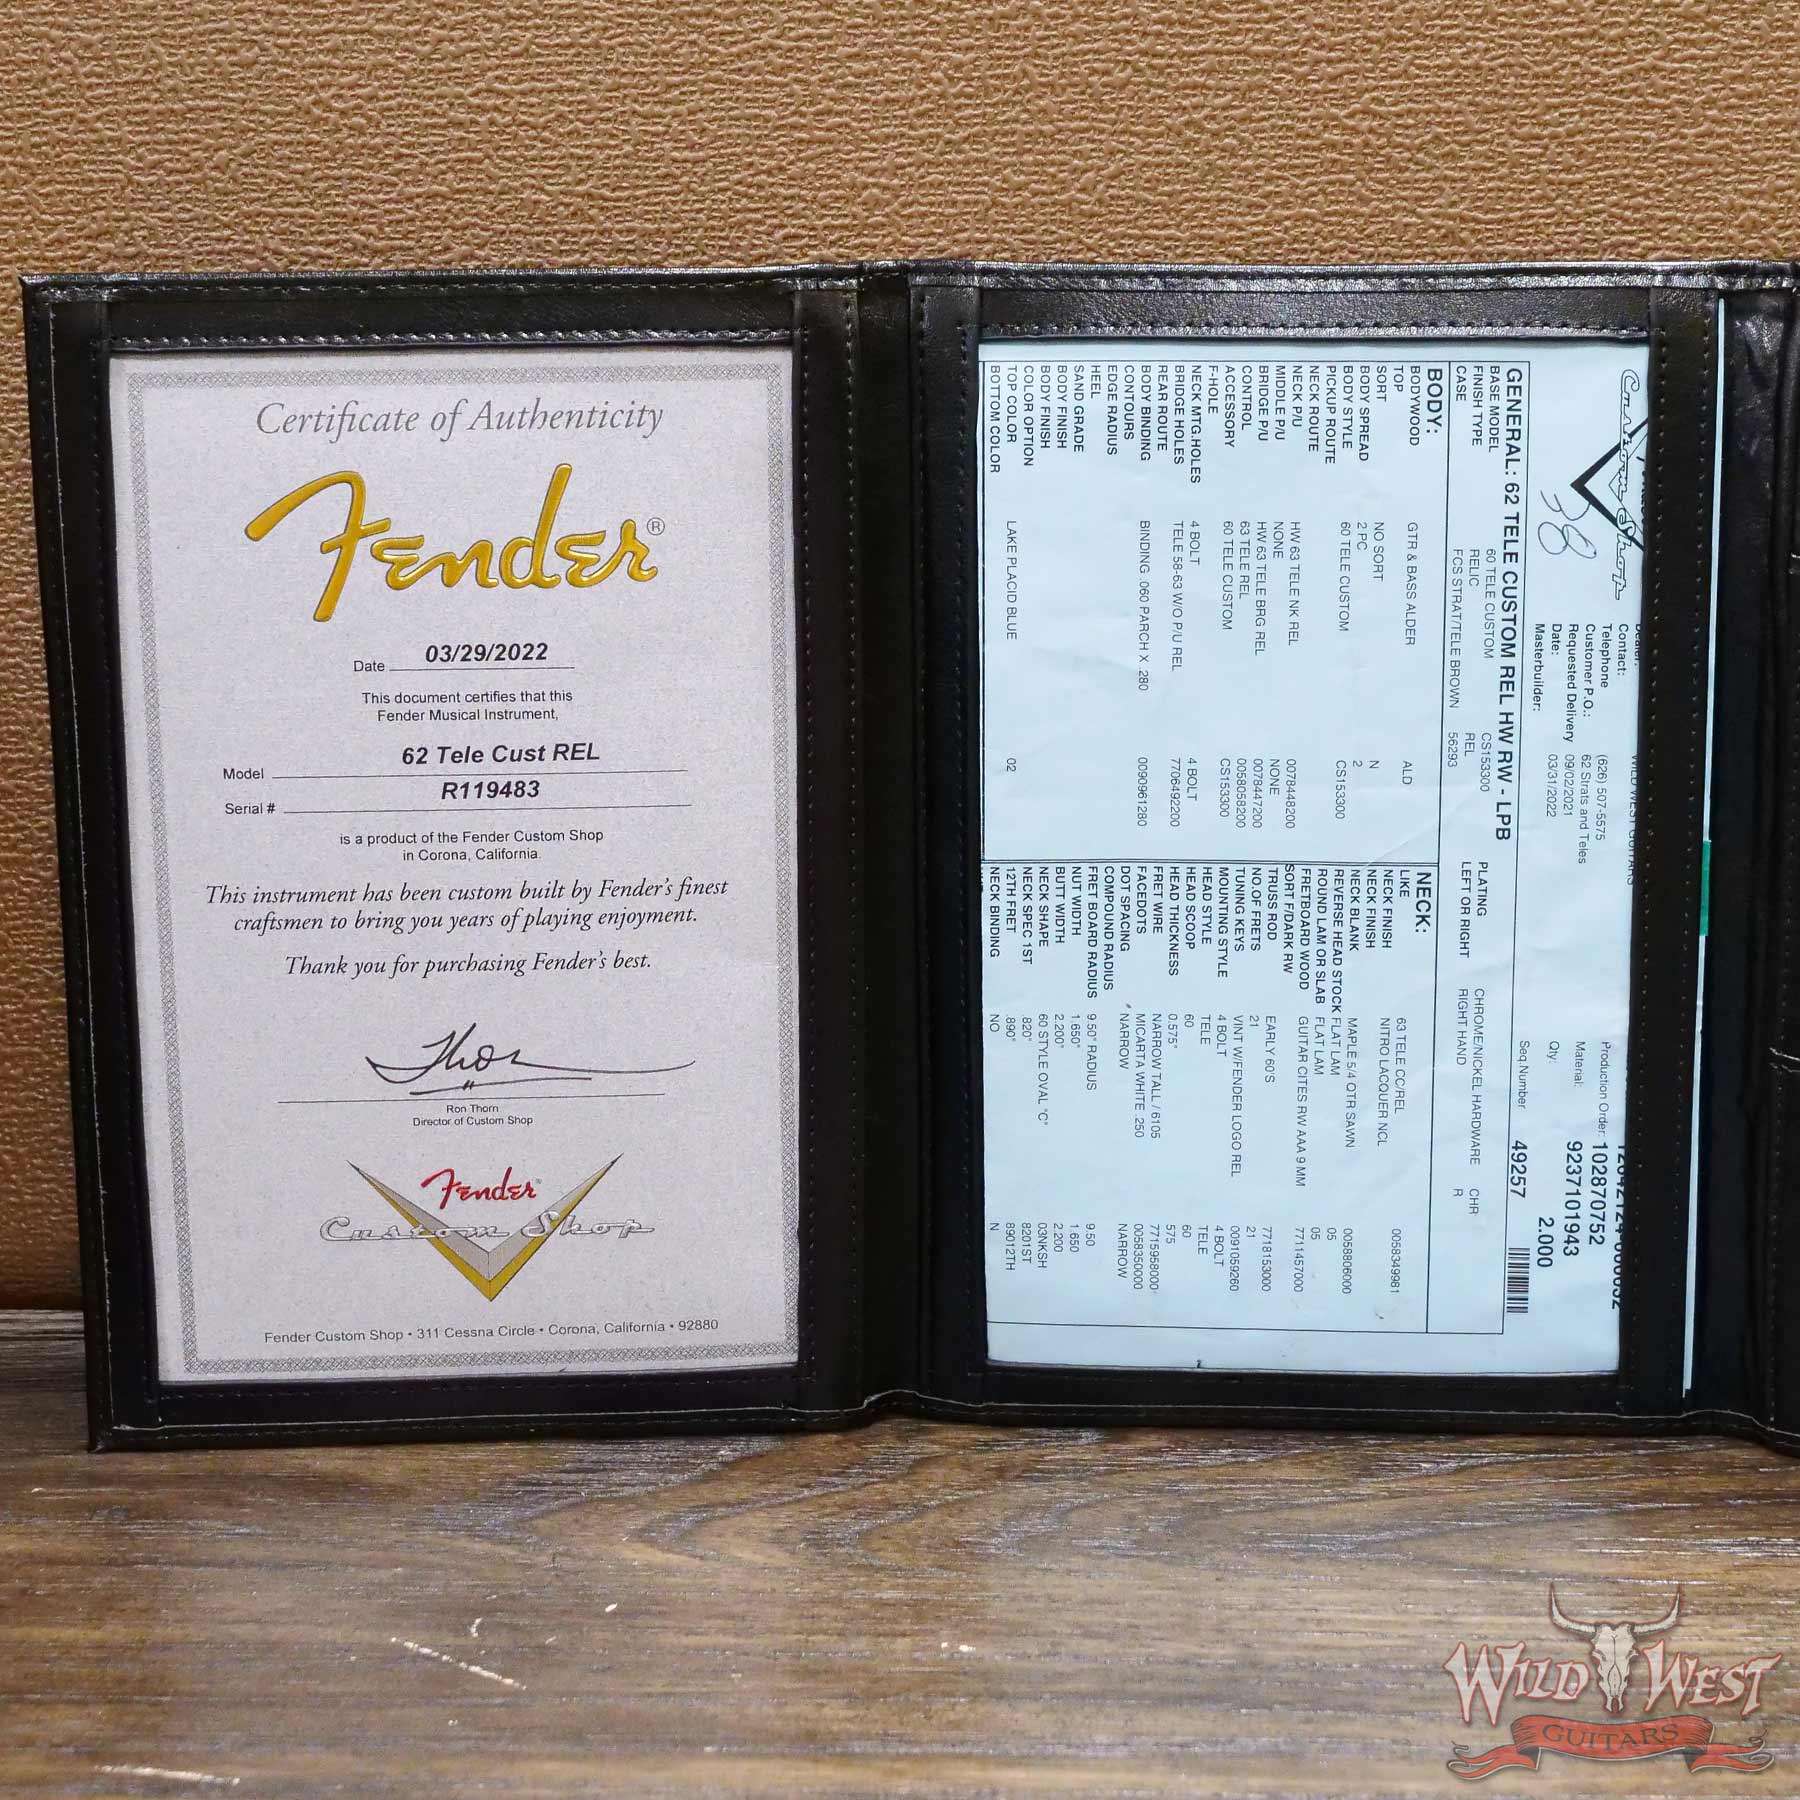 Certificate of Authenticity
Fender®
Date 03/29/2022
This document certifies that this
Fender Musical Instrument,
Model 62 Tele Cust REL
Serial # R119483
is a product of the Fender Custom Shop
in Corona, California.
This instrument has been custom built by Fender's finest
craftsmen to bring you years of playing enjoyment.
Thank you for purchasing Fender's best.
Ron Thorn
Director of Custom Shop
Fender
Custom Shop
Fender Custom Shop • 311 Cessna Circle • Corona, California • 92880
Custom Shop
38
Dealer: WILD WEST GUITARS
Contact:
Telephone (626) 507-5575
Customer P.O.: 62 Strats and Teles
Requested Delivery 09/02/2021
Date: 03/31/2022
Masterbuilder:
Production Order: 102870752
Material: 9237101943
Qty: 2.000
Seq.Number 49257
GENERAL: 62 TELE CUSTOM REL HW RW - LPB
BASE MODEL 60 TELE CUSTOM CS153300 PLATING CHROME/NICKEL HARDWARE CHR
FINISH TYPE RELIC REL LEFT OR RIGHT RIGHT HAND R
CASE FCS STRAT/TELE BROWN 56293
BODY:
BODYWOOD GTR & BASS ALDER ALD
TOP
SORT NO SORT N
BODY SPREAD 2 PC 2
BODY STYLE 60 TELE CUSTOM CS153300
PICKUP ROUTE
NECK ROUTE
NECK P/U HW 63 TELE NK REL 0078448200
MIDDLE P/U NONE NONE
BRIDGE P/U HW 63 TELE BRG REL 0078447200
CONTROL 63 TELE REL 0058058200
ACCESSORY 60 TELE CUSTOM CS153300
F-HOLE
NECK MTG.HOLES 4 BOLT 4 BOLT
BRIDGE HOLES TELE 58-63 W/O P/U REL 7706492200
REAR ROUTE
BODY BINDING BINDING .060 PARCH X .280 0090961280
CONTOURS
EDGE RADIUS
HEEL
SAND GRADE
BODY FINISH
BODY FINISH
COLOR OPTION
TOP COLOR LAKE PLACID BLUE 02
BOTTOM COLOR
NECK:
LIKE 63 TELE CC/REL 0058349981
NECK FINISH NITRO LACQUER NCL
NECK FINISH
NECK BLANK MAPLE 5/4 QTR SAWN 0058806000
REVERSE HEAD STOCK FLAT LAM 05
ROUND LAM OR SLAB FLAT LAM 05
FRETBOARD WOOD GUITAR CITES RW AAA 9 MM 7711457000
SORT F/DARK RW
TRUSS ROD EARLY 60'S 7718153000
NO.OF FRETS 21 21
TUNING KEYS VINT W/FENDER LOGO REL 0091059260
MOUNTING STYLE 4 BOLT 4 BOLT
HEAD STYLE TELE TELE
HEAD SCOOP 60 60
HEAD THICKNESS 0.575" 575
FRET WIRE NARROW TALL / 6105 7715958000
FACEDOTS MICARTA WHITE .250 0058350000
DOT SPACING NARROW NARROW
COMPOUND RADIUS
FRET BOARD RADIUS 9.50" RADIUS 9.50
NUT WIDTH 1.650" 1.650
BUTT WIDTH 2.200" 2.200
NECK SHAPE 60 STYLE OVAL "C" 03NKSH
NECK SPEC 1ST .820" 8201ST
12TH FRET .890" 89012TH
NECK BINDING NO N
WILD WEST
GUITARS